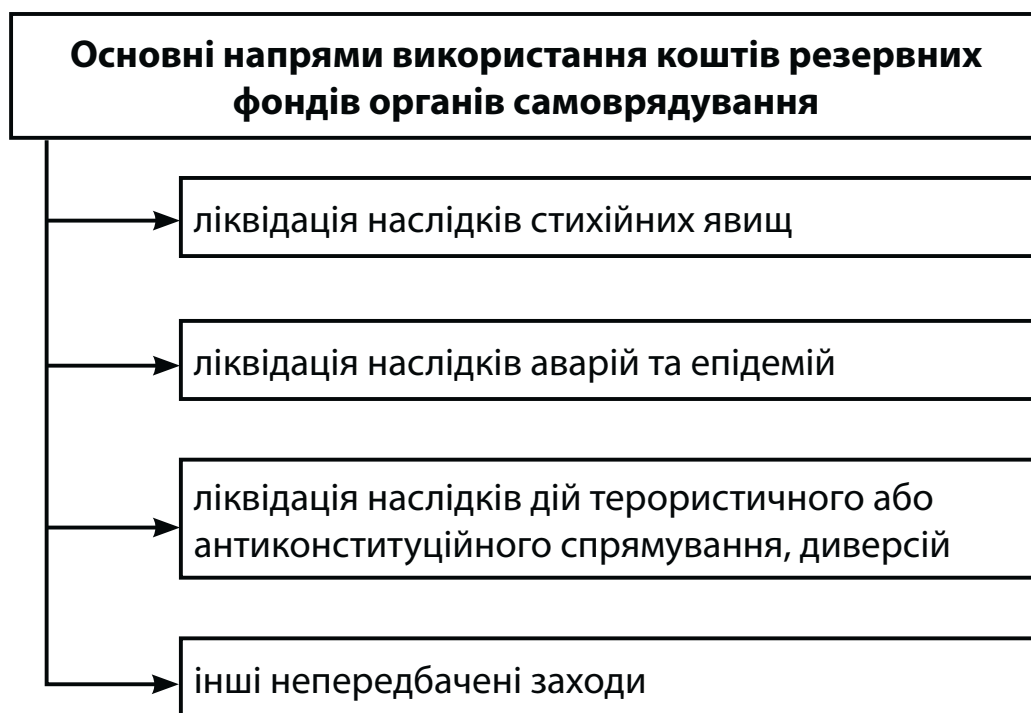 Основні напрями використання коштів резервних
фондів органів самоврядування
ліквідація наслідків стихійних явищ
ліквідація наслідків аварій та епідемій
ліквідація наслідків дій терористичного або
антиконституційного спрямування, диверсій
інші непередбачені заходи